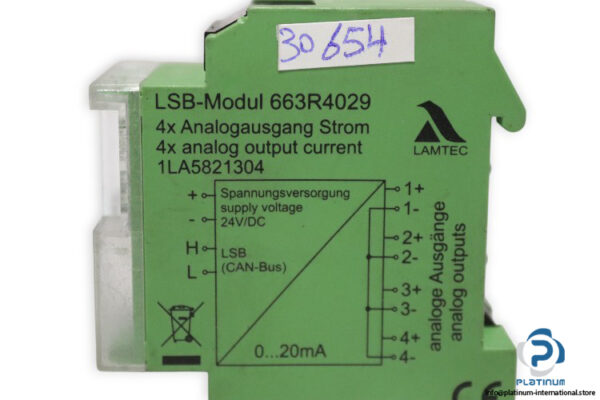 30654
LSB-Modul 663R4029
4x Analogausgang Strom
4x analog output current
1LA5821304
LAMTEC
+
Spannungsversorgung
supply voltage
-
24V/DC
H
LSB
L
(CAN-Bus)
0...20mA
1+
1-
2+
2-
3+
3-
4+
4-
analoge Ausgänge
analog outputs
CE
PLATINUM
info@platinum-international.store